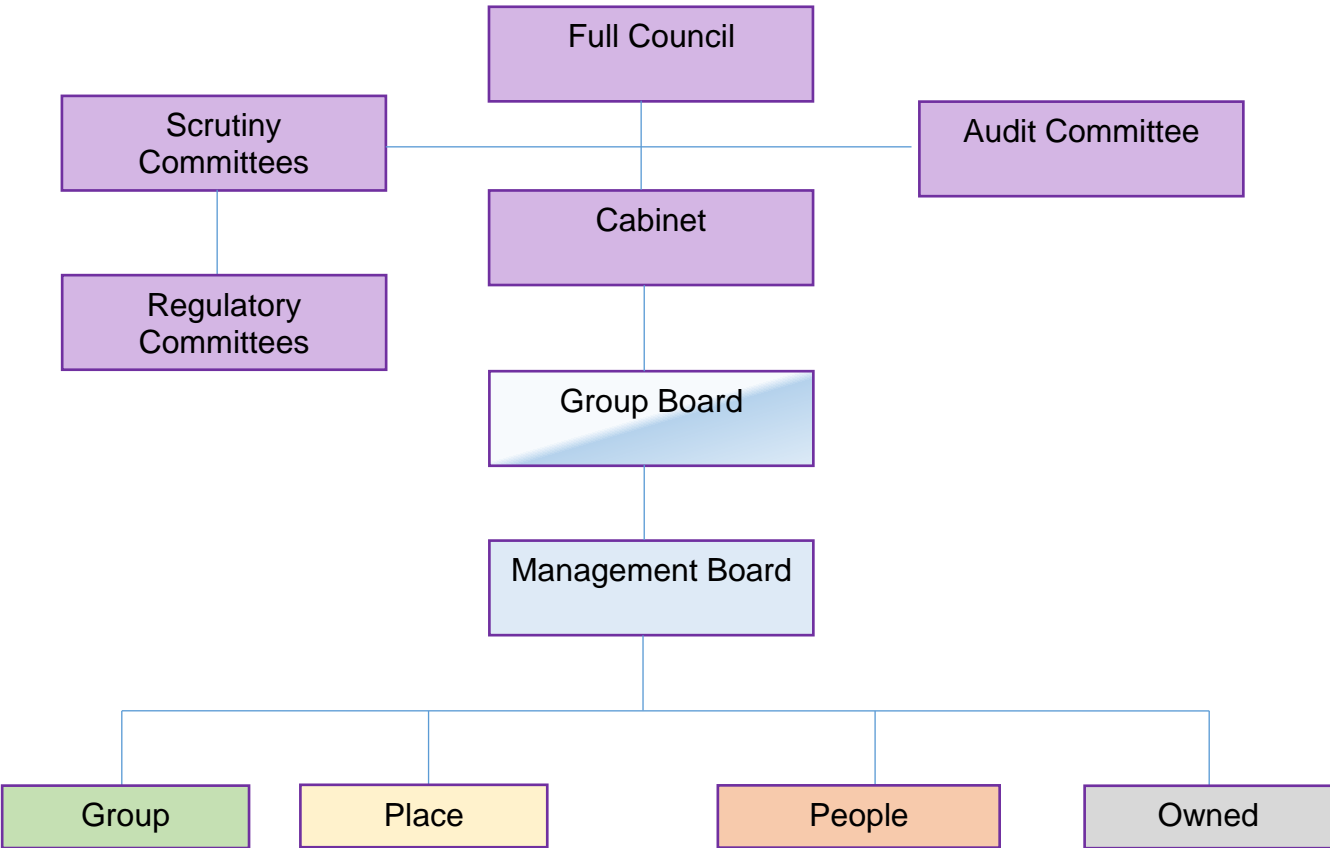 Full Council
Scrutiny
Committees
Audit Committee
Cabinet
Regulatory
Committees
Group Board
Management Board
Group
Place
People
Owned